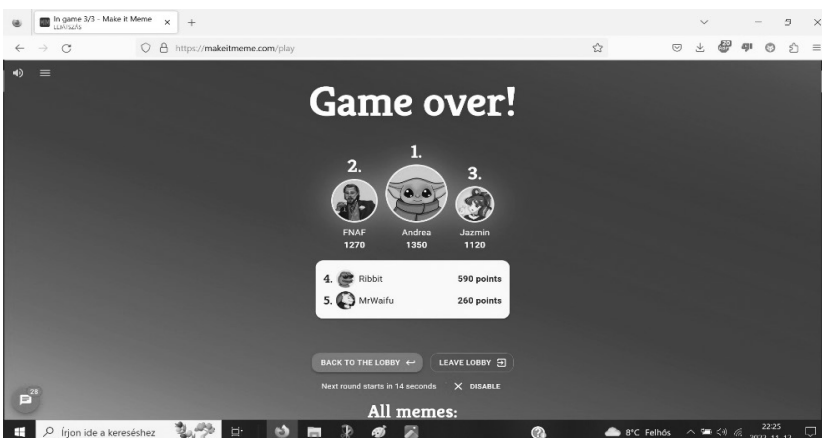 In game 3/3 - Make it Meme
LEJÁTSZÁS
https://makeitmeme.com/play
20
Game over!
1.
2.
3.
FNAF
Andrea
Jazmin
1270
1350
1120
4. Ribbit 590 points
5. MrWaifu 260 points
BACK TO THE LOBBY
LEAVE LOBBY
Next round starts in 14 seconds
DISABLE
28
All memes:
Írjon ide a kereséshez
8°C Felhős
22:25